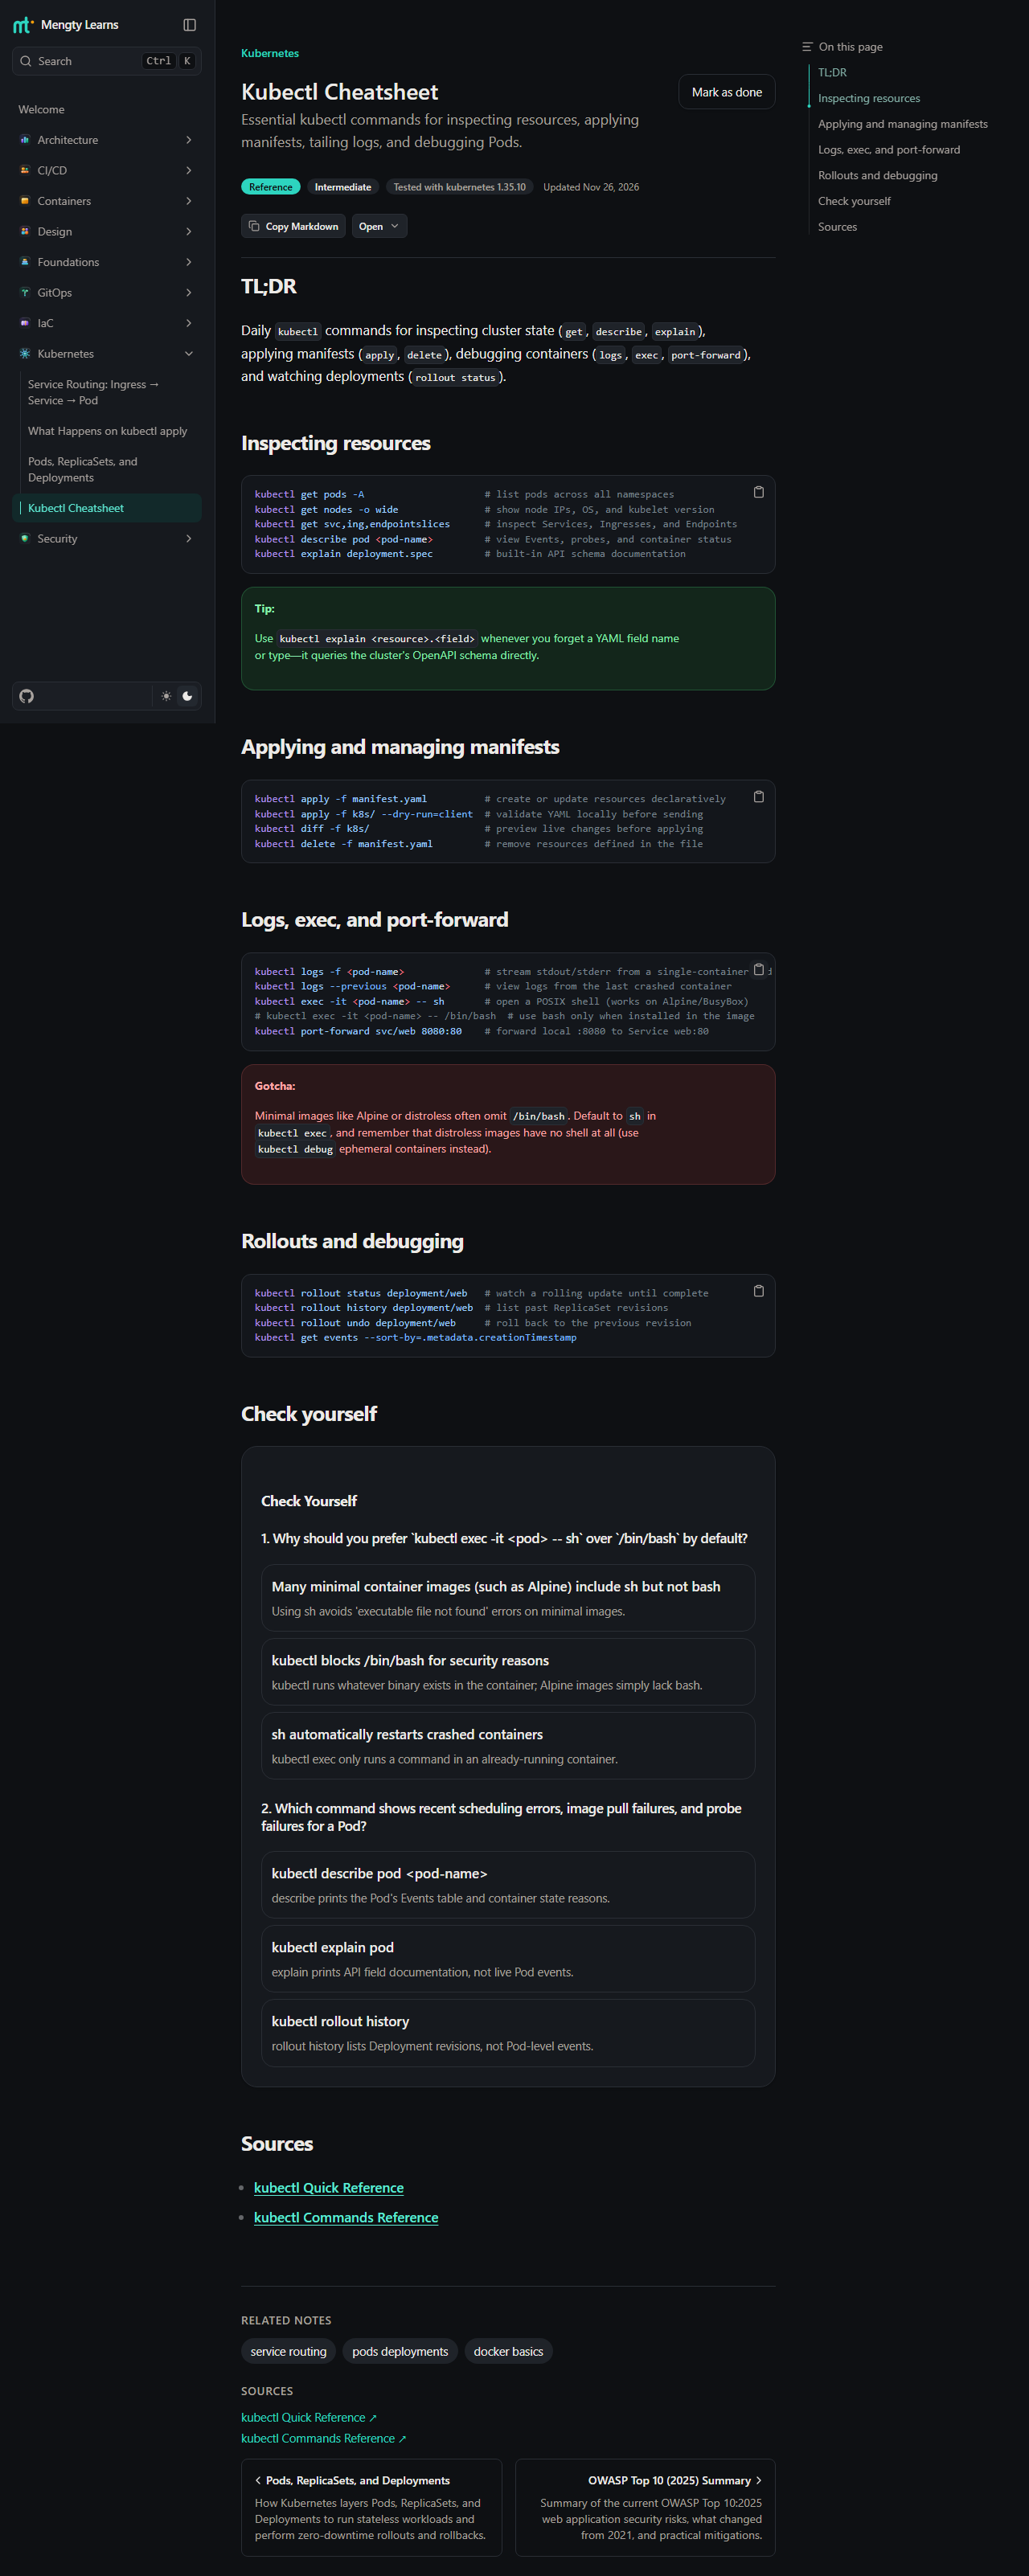 Mengty Learns
Search Ctrl K
Welcome
Architecture
CI/CD
Containers
Design
Foundations
GitOps
IaC
Kubernetes
Service Routing: Ingress →
Service → Pod
What Happens on kubectl apply
Pods, ReplicaSets, and
Deployments
Kubectl Cheatsheet
Security
Kubernetes
Kubectl Cheatsheet
Mark as done
Essential kubectl commands for inspecting resources, applying
manifests, tailing logs, and debugging Pods.
Reference Intermediate Tested with kubernetes 1.35.10 Updated Nov 26, 2026
Copy Markdown Open
TL;DR
Daily kubectl commands for inspecting cluster state (get, describe, explain),
applying manifests (apply, delete), debugging containers (logs, exec, port-forward),
and watching deployments (rollout status).
Inspecting resources
kubectl get pods -A # list pods across all namespaces
kubectl get nodes -o wide # show node IPs, OS, and kubelet version
kubectl get svc,ing,endpointslices # inspect Services, Ingresses, and Endpoints
kubectl describe pod <pod-name> # view Events, probes, and container status
kubectl explain deployment.spec # built-in API schema documentation
Tip:
Use kubectl explain <resource>.<field> whenever you forget a YAML field name
or type—it queries the cluster's OpenAPI schema directly.
Applying and managing manifests
kubectl apply -f manifest.yaml # create or update resources declaratively
kubectl apply -f k8s/ --dry-run=client # validate YAML locally before sending
kubectl diff -f k8s/ # preview live changes before applying
kubectl delete -f manifest.yaml # remove resources defined in the file
Logs, exec, and port-forward
kubectl logs -f <pod-name> # stream stdout/stderr from a single-container
kubectl logs --previous <pod-name> # view logs from the last crashed container
kubectl exec -it <pod-name> -- sh # open a POSIX shell (works on Alpine/BusyBox)
# kubectl exec -it <pod-name> -- /bin/bash # use bash only when installed in the image
kubectl port-forward svc/web 8080:80 # forward local :8080 to Service web:80
Gotcha:
Minimal images like Alpine or distroless often omit /bin/bash. Default to sh in
kubectl exec, and remember that distroless images have no shell at all (use
kubectl debug ephemeral containers instead).
Rollouts and debugging
kubectl rollout status deployment/web # watch a rolling update until complete
kubectl rollout history deployment/web # list past ReplicaSet revisions
kubectl rollout undo deployment/web # roll back to the previous revision
kubectl get events --sort-by=.metadata.creationTimestamp
Check yourself
Check Yourself
1. Why should you prefer `kubectl exec -it <pod> -- sh` over `/bin/bash` by default?
Many minimal container images (such as Alpine) include sh but not bash
Using sh avoids 'executable file not found' errors on minimal images.
kubectl blocks /bin/bash for security reasons
kubectl runs whatever binary exists in the container; Alpine images simply lack bash.
sh automatically restarts crashed containers
kubectl exec only runs a command in an already-running container.
2. Which command shows recent scheduling errors, image pull failures, and probe
failures for a Pod?
kubectl describe pod <pod-name>
describe prints the Pod's Events table and container state reasons.
kubectl explain pod
explain prints API field documentation, not live Pod events.
kubectl rollout history
rollout history lists Deployment revisions, not Pod-level events.
Sources
kubectl Quick Reference
kubectl Commands Reference
RELATED NOTES
service routing pods deployments docker basics
SOURCES
kubectl Quick Reference ↗
kubectl Commands Reference ↗
Pods, ReplicaSets, and Deployments
How Kubernetes layers Pods, ReplicaSets, and
Deployments to run stateless workloads and
perform zero-downtime rollouts and rollbacks.
OWASP Top 10 (2025) Summary
Summary of the current OWASP Top 10:2025
web application security risks, what changed
from 2021, and practical mitigations.
On this page
TL;DR
Inspecting resources
Applying and managing manifests
Logs, exec, and port-forward
Rollouts and debugging
Check yourself
Sources